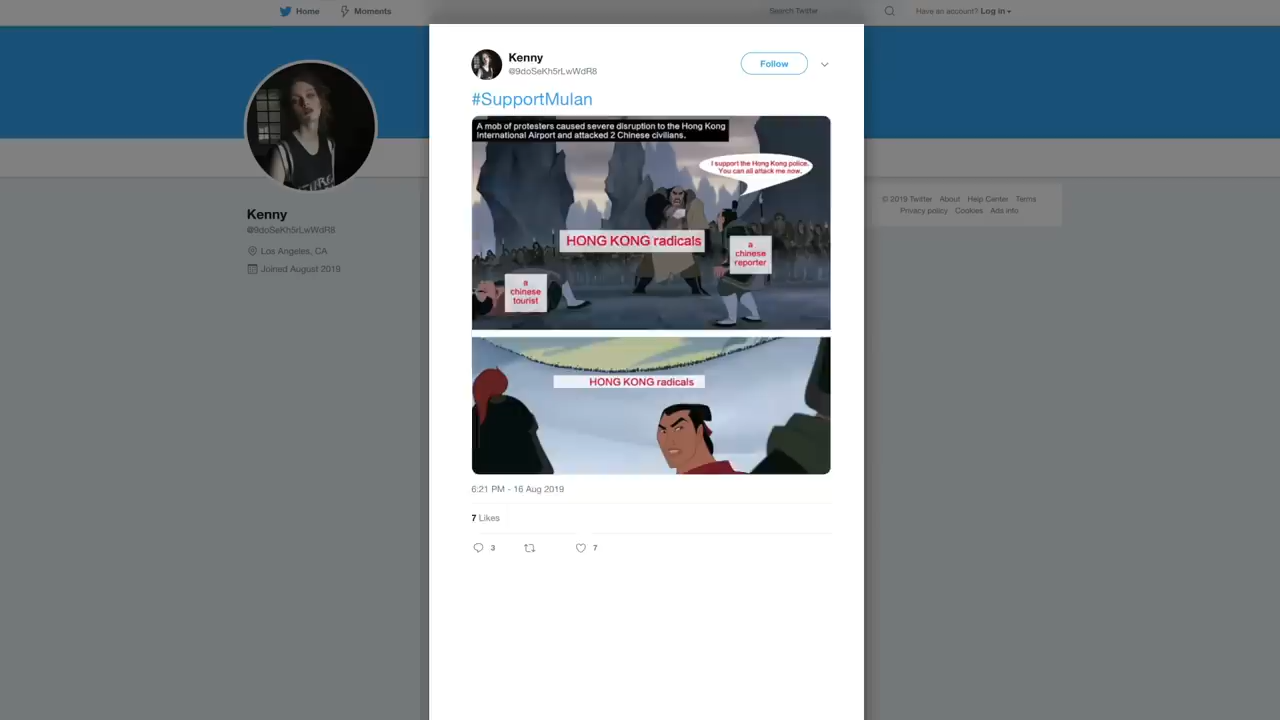 Home
Moments
Search Twitter
Have an account? Log in
Kenny
@9doSeKh5rLwWdR8
Los Angeles, CA
Joined August 2019
Kenny
@9doSeKh5rLwWdR8
Follow
#SupportMulan
A mob of protesters caused severe disruption to the Hong Kong
International Airport and attacked 2 Chinese civilians.
I support the Hong Kong police.
You can all attack me now.
HONG KONG radicals
a
chinese
reporter
a
chinese
tourist
HONG KONG radicals
6:21 PM - 16 Aug 2019
7 Likes
3
7
© 2019 Twitter About Help Center Terms
Privacy policy Cookies Ads info